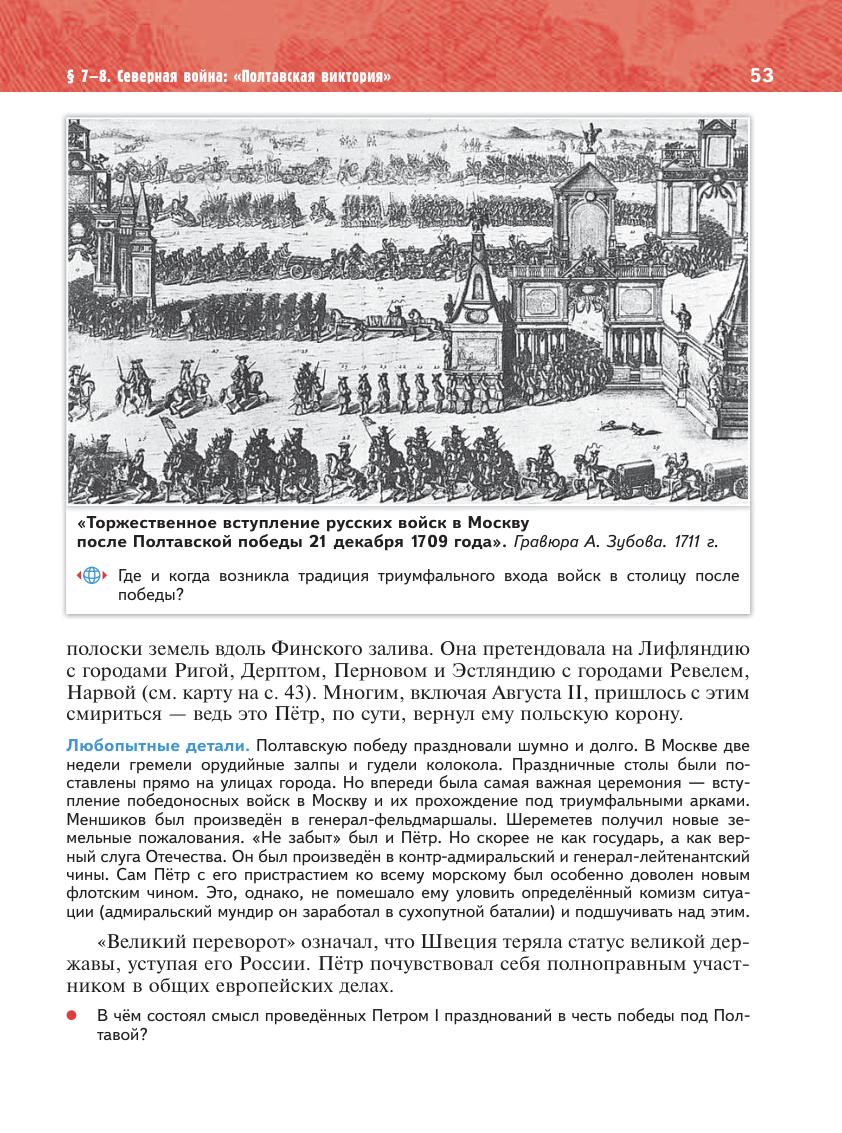 § 7–8. Северная война: «Полтавская виктория»
53
«Торжественное вступление русских войск в Москву
после Полтавской победы 21 декабря 1709 года». Гравюра А. Зубова. 1711 г.
Где и когда возникла традиция триумфального входа войск в столицу после
победы?
полоски земель вдоль Финского залива. Она претендовала на Лифляндию
с городами Ригой, Дерптом, Перновом и Эстляндию с городами Ревелем,
Нарвой (см. карту на с. 43). Многим, включая Августа II, пришлось с этим
смириться — ведь это Пётр, по сути, вернул ему польскую корону.
Любопытные детали. Полтавскую победу праздновали шумно и долго. В Москве две
недели гремели орудийные залпы и гудели колокола. Праздничные столы были по-
ставлены прямо на улицах города. Но впереди была самая важная церемония — всту-
пление победоносных войск в Москву и их прохождение под триумфальными арками.
Меншиков был произведён в генерал-фельдмаршалы. Шереметев получил новые зе-
мельные пожалования. «Не забыт» был и Пётр. Но скорее не как государь, а как вер-
ный слуга Отечества. Он был произведён в контр-адмиральский и генерал-лейтенантский
чины. Сам Пётр с его пристрастием ко всему морскому был особенно доволен новым
флотским чином. Это, однако, не помешало ему уловить определённый комизм ситуа-
ции (адмиральский мундир он заработал в сухопутной баталии) и подшучивать над этим.
«Великий переворот» означал, что Швеция теряла статус великой дер-
жавы, уступая его России. Пётр почувствовал себя полноправным участ-
ником в общих европейских делах.
В чём состоял смысл проведённых Петром I празднований в честь победы под Пол-
тавой?